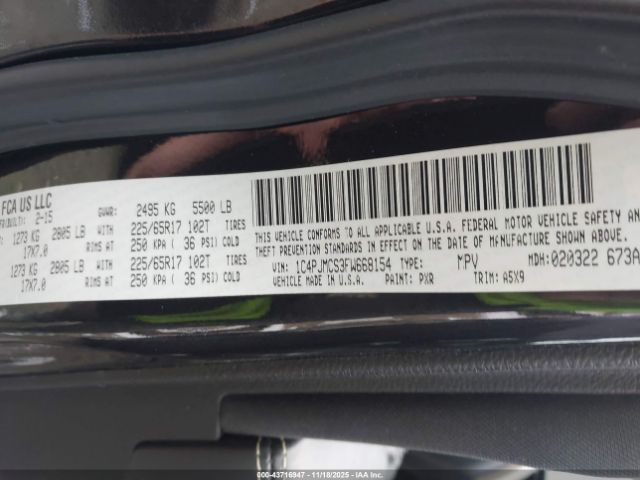 FCA US LLC
2-15 GVWR: 2495 KG 5500 LB
1273 KG 2805 LB 225/65R17 102T TIRES
17X7.0 RIMS AT 250 KPA ( 36 PSI) COLD
1273 KG 2805 LB 225/65R17 102T TIRES
17X7.0 RIMS AT 250 KPA ( 36 PSI) COLD
THIS VEHICLE CONFORMS TO ALL APPLICABLE U.S.A. FEDERAL MOTOR VEHICLE SAFETY AN
THEFT PREVENTION STANDARDS IN EFFECT ON THE DATE OF MANUFACTURE SHOWN ABOVE.
VIN: 1C4PJMCS3FW668154 TYPE: MPV MDH: 020322 673A
VEHICLE MADE IN U.S.A. PAINT: PXR TRIM: A5X9
000-43716947 - 11/18/2025 - IAAI.COM